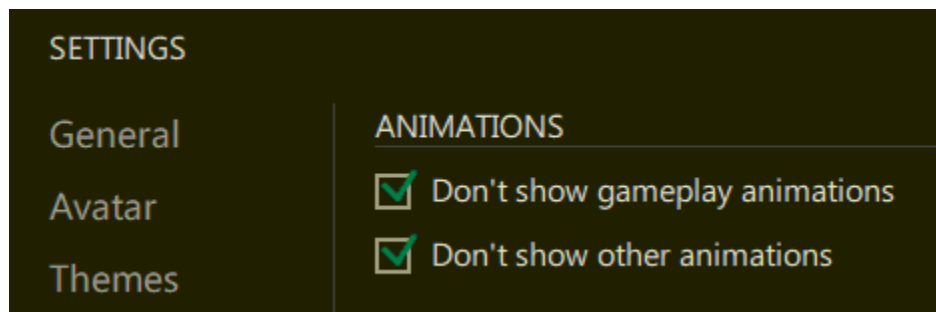 SETTINGS
General
Avatar
Themes
ANIMATIONS
Don't show gameplay animations
Don't show other animations